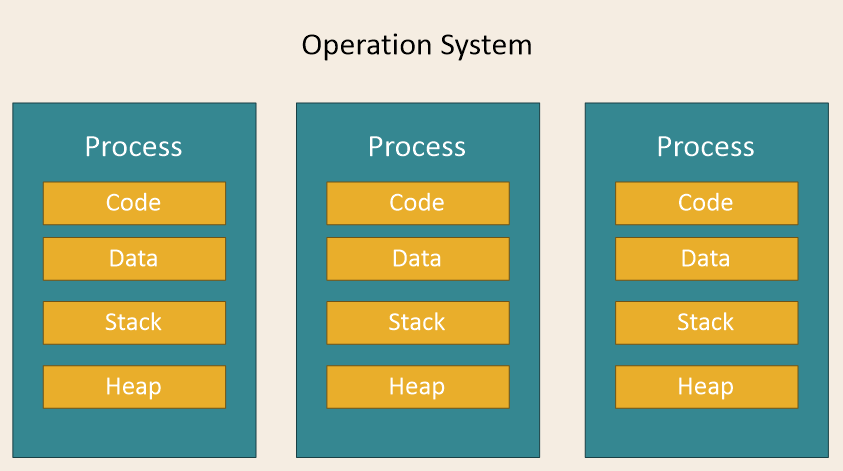 Operation System
Process
Code
Data
Stack
Heap
Process
Code
Data
Stack
Heap
Process
Code
Data
Stack
Heap